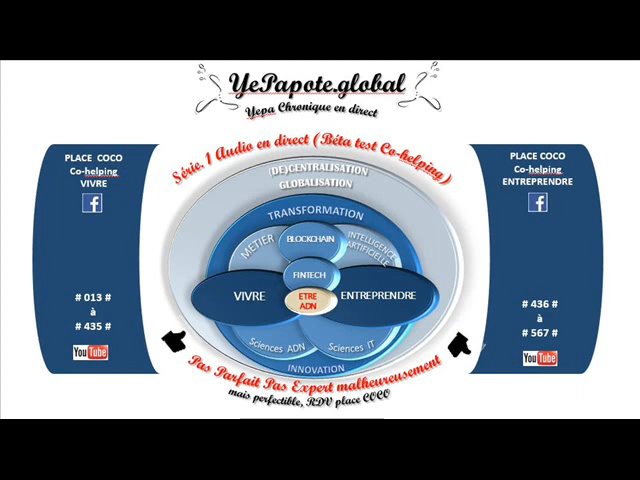 YePapote.global
Yepa Chronique en direct
Série, 1 Audio en direct (Béta test Co-helping)
PLACE COCO
Co-helping
VIVRE
# 013 #
à
# 435 #
YouTube
(DE)CENTRALISATION
GLOBALISATION
TRANSFORMATION
METIER
BLOCKCHAIN
INTELLIGENCE
ARTIFICIELLE
FINTECH
VIVRE
ETRE
ADN
ENTREPRENDRE
Sciences ADN
Sciences IT
INNOVATION
PLACE COCO
Co-helping
ENTREPRENDRE
# 436 #
à
# 567 #
YouTube
Pas Parfait Pas Expert malheureusement
mais perfectible, RDV place COCO